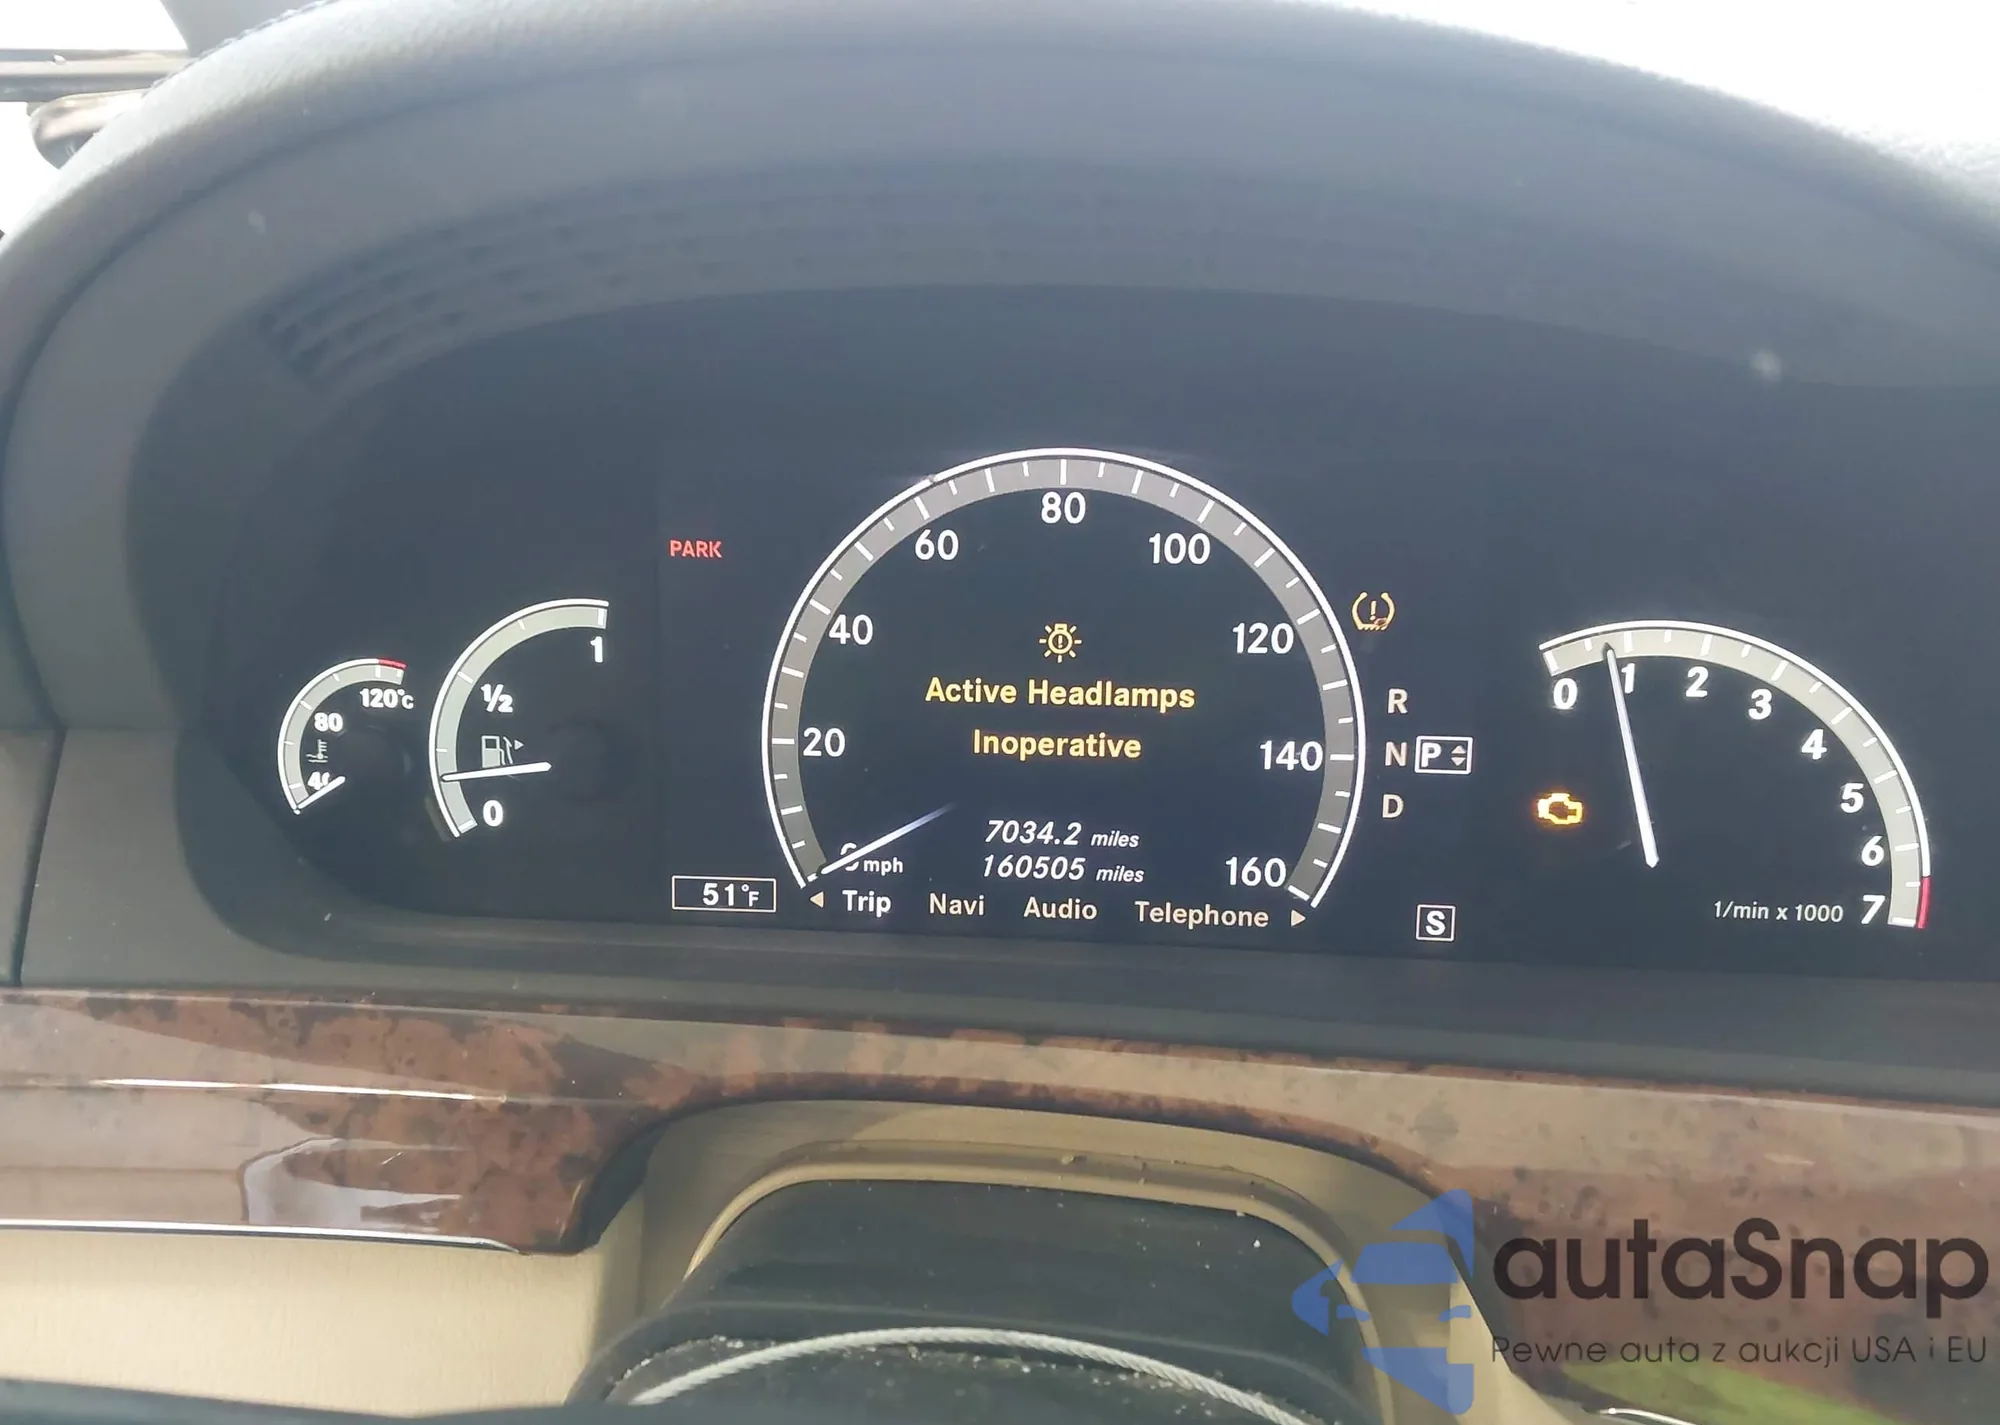 PARK
120°C
80
40
1
1/2
0
51°F
80
60
100
40
120
Active Headlamps
Inoperative
20
140
7034.2 miles
160505 miles
0 mph
160
Trip Navi Audio Telephone
R
N P
D
S
0 1 2 3 4 5 6 7
1/min x 1000
autaSnap
Pewne auta z aukcji USA i EU